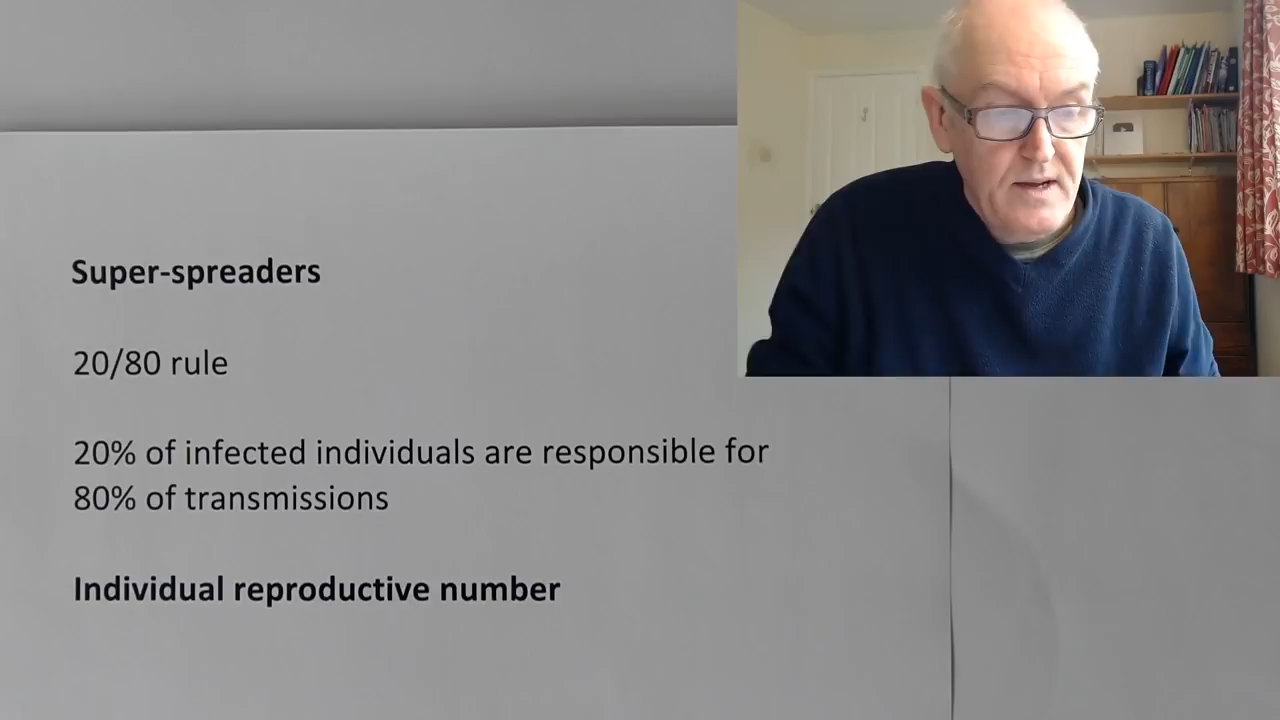 Super-spreaders
20/80 rule
20% of infected individuals are responsible for
80% of transmissions
Individual reproductive number